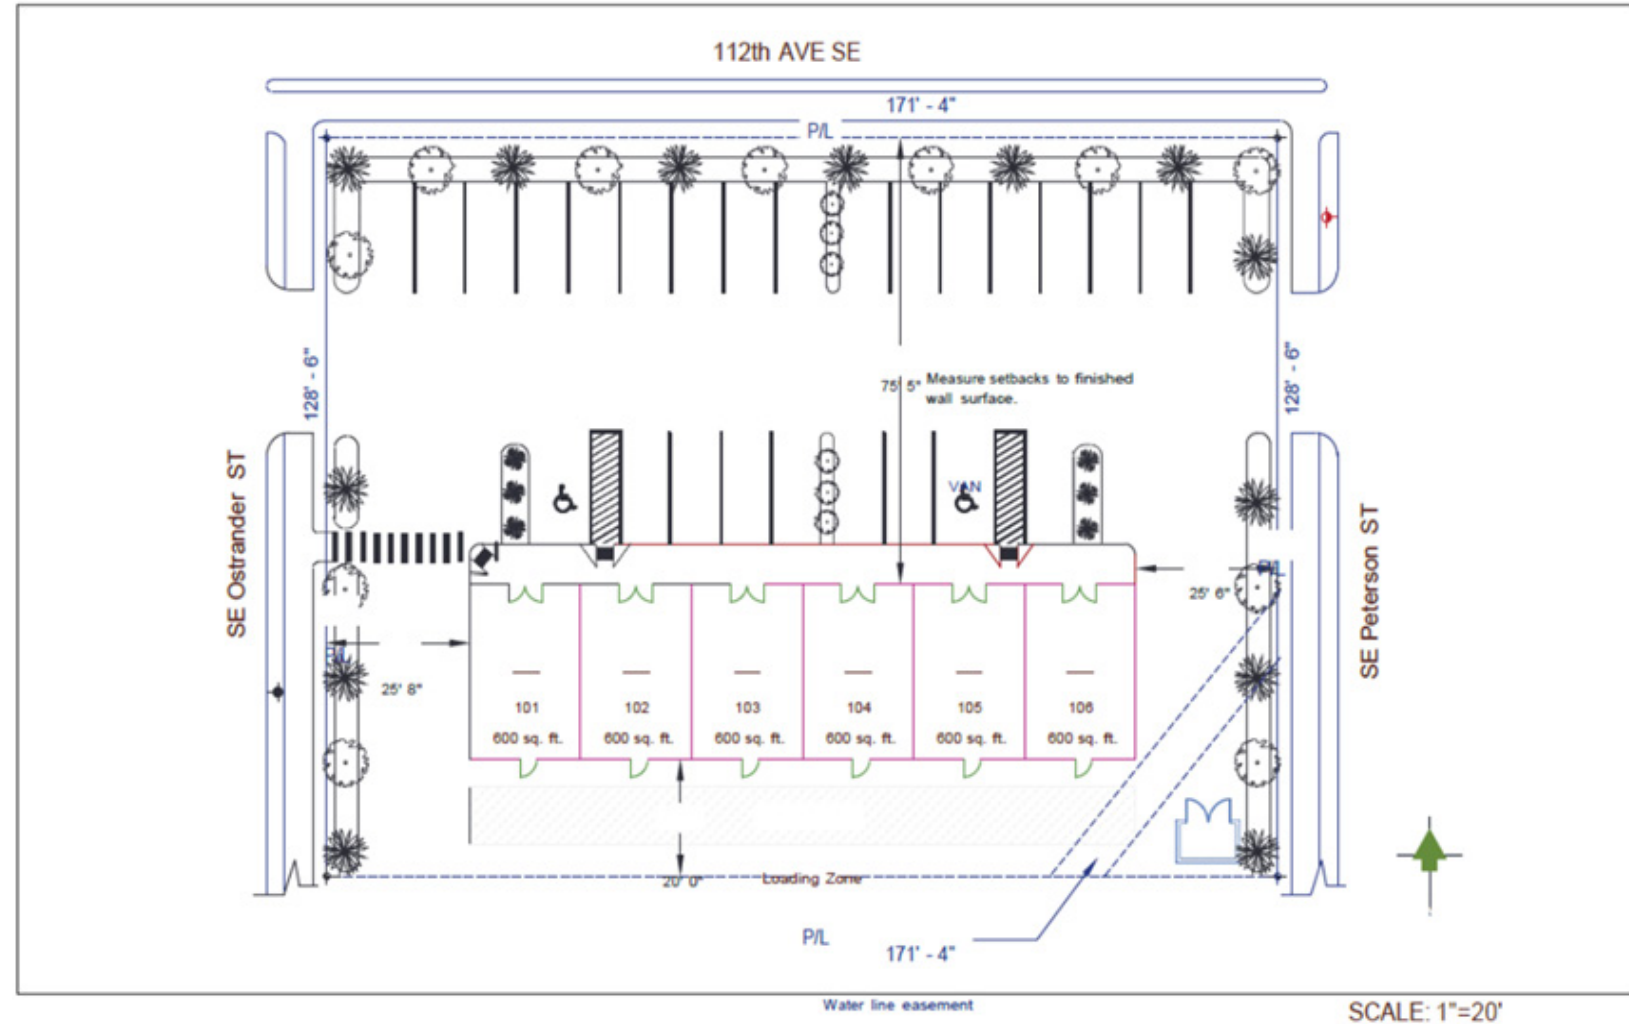 112th AVE SE
171' - 4"
P/L
128' - 6"
128' - 6"
75' 5"
Measure setbacks to finished
wall surface.
SE Ostrander ST
SE Peterson ST
VAN
P/L
25' 6"
P/L
25' 8"
101
102
103
104
105
106
600 sq. ft.
600 sq. ft.
600 sq. ft.
600 sq. ft.
600 sq. ft.
600 sq. ft.
20' 0"
Loading Zone
P/L
171' - 4"
Water line easement
SCALE: 1"=20'